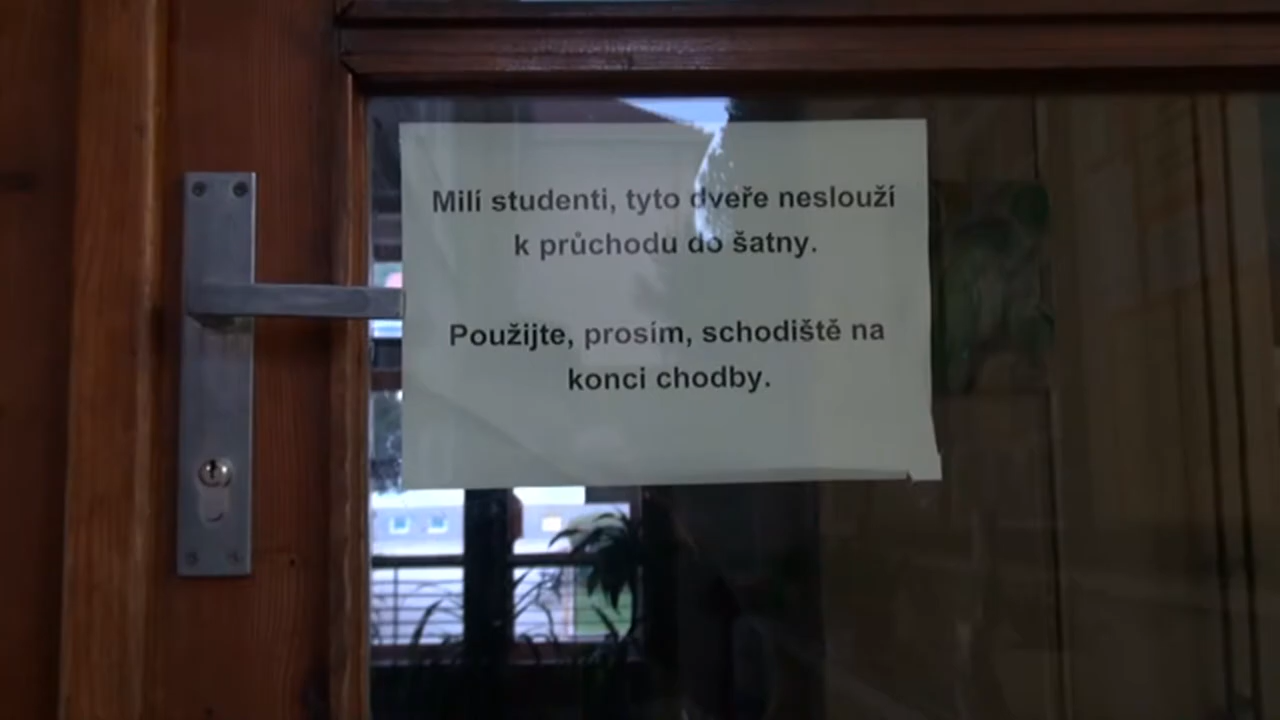 Milí studenti, tyto dveře neslouží
k průchodu do šatny.
Použijte, prosím, schodiště na
konci chodby.